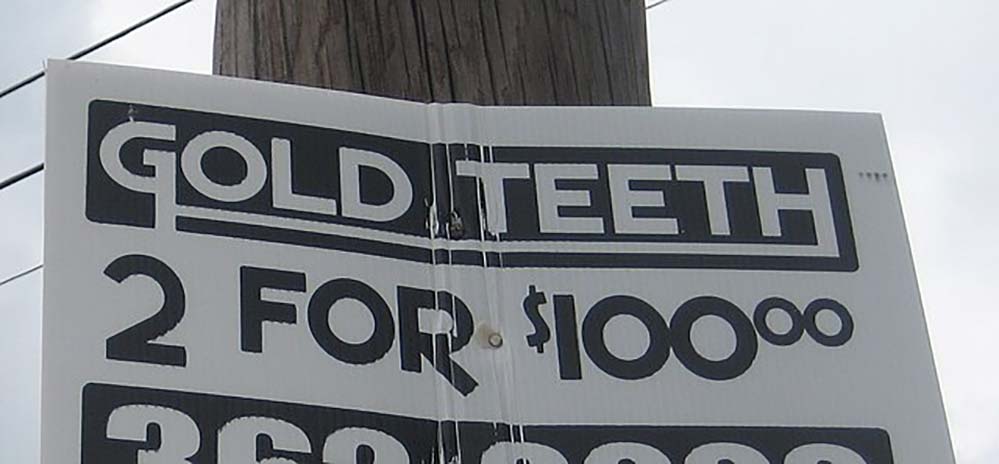 GOLD TEETH
2 FOR $10000